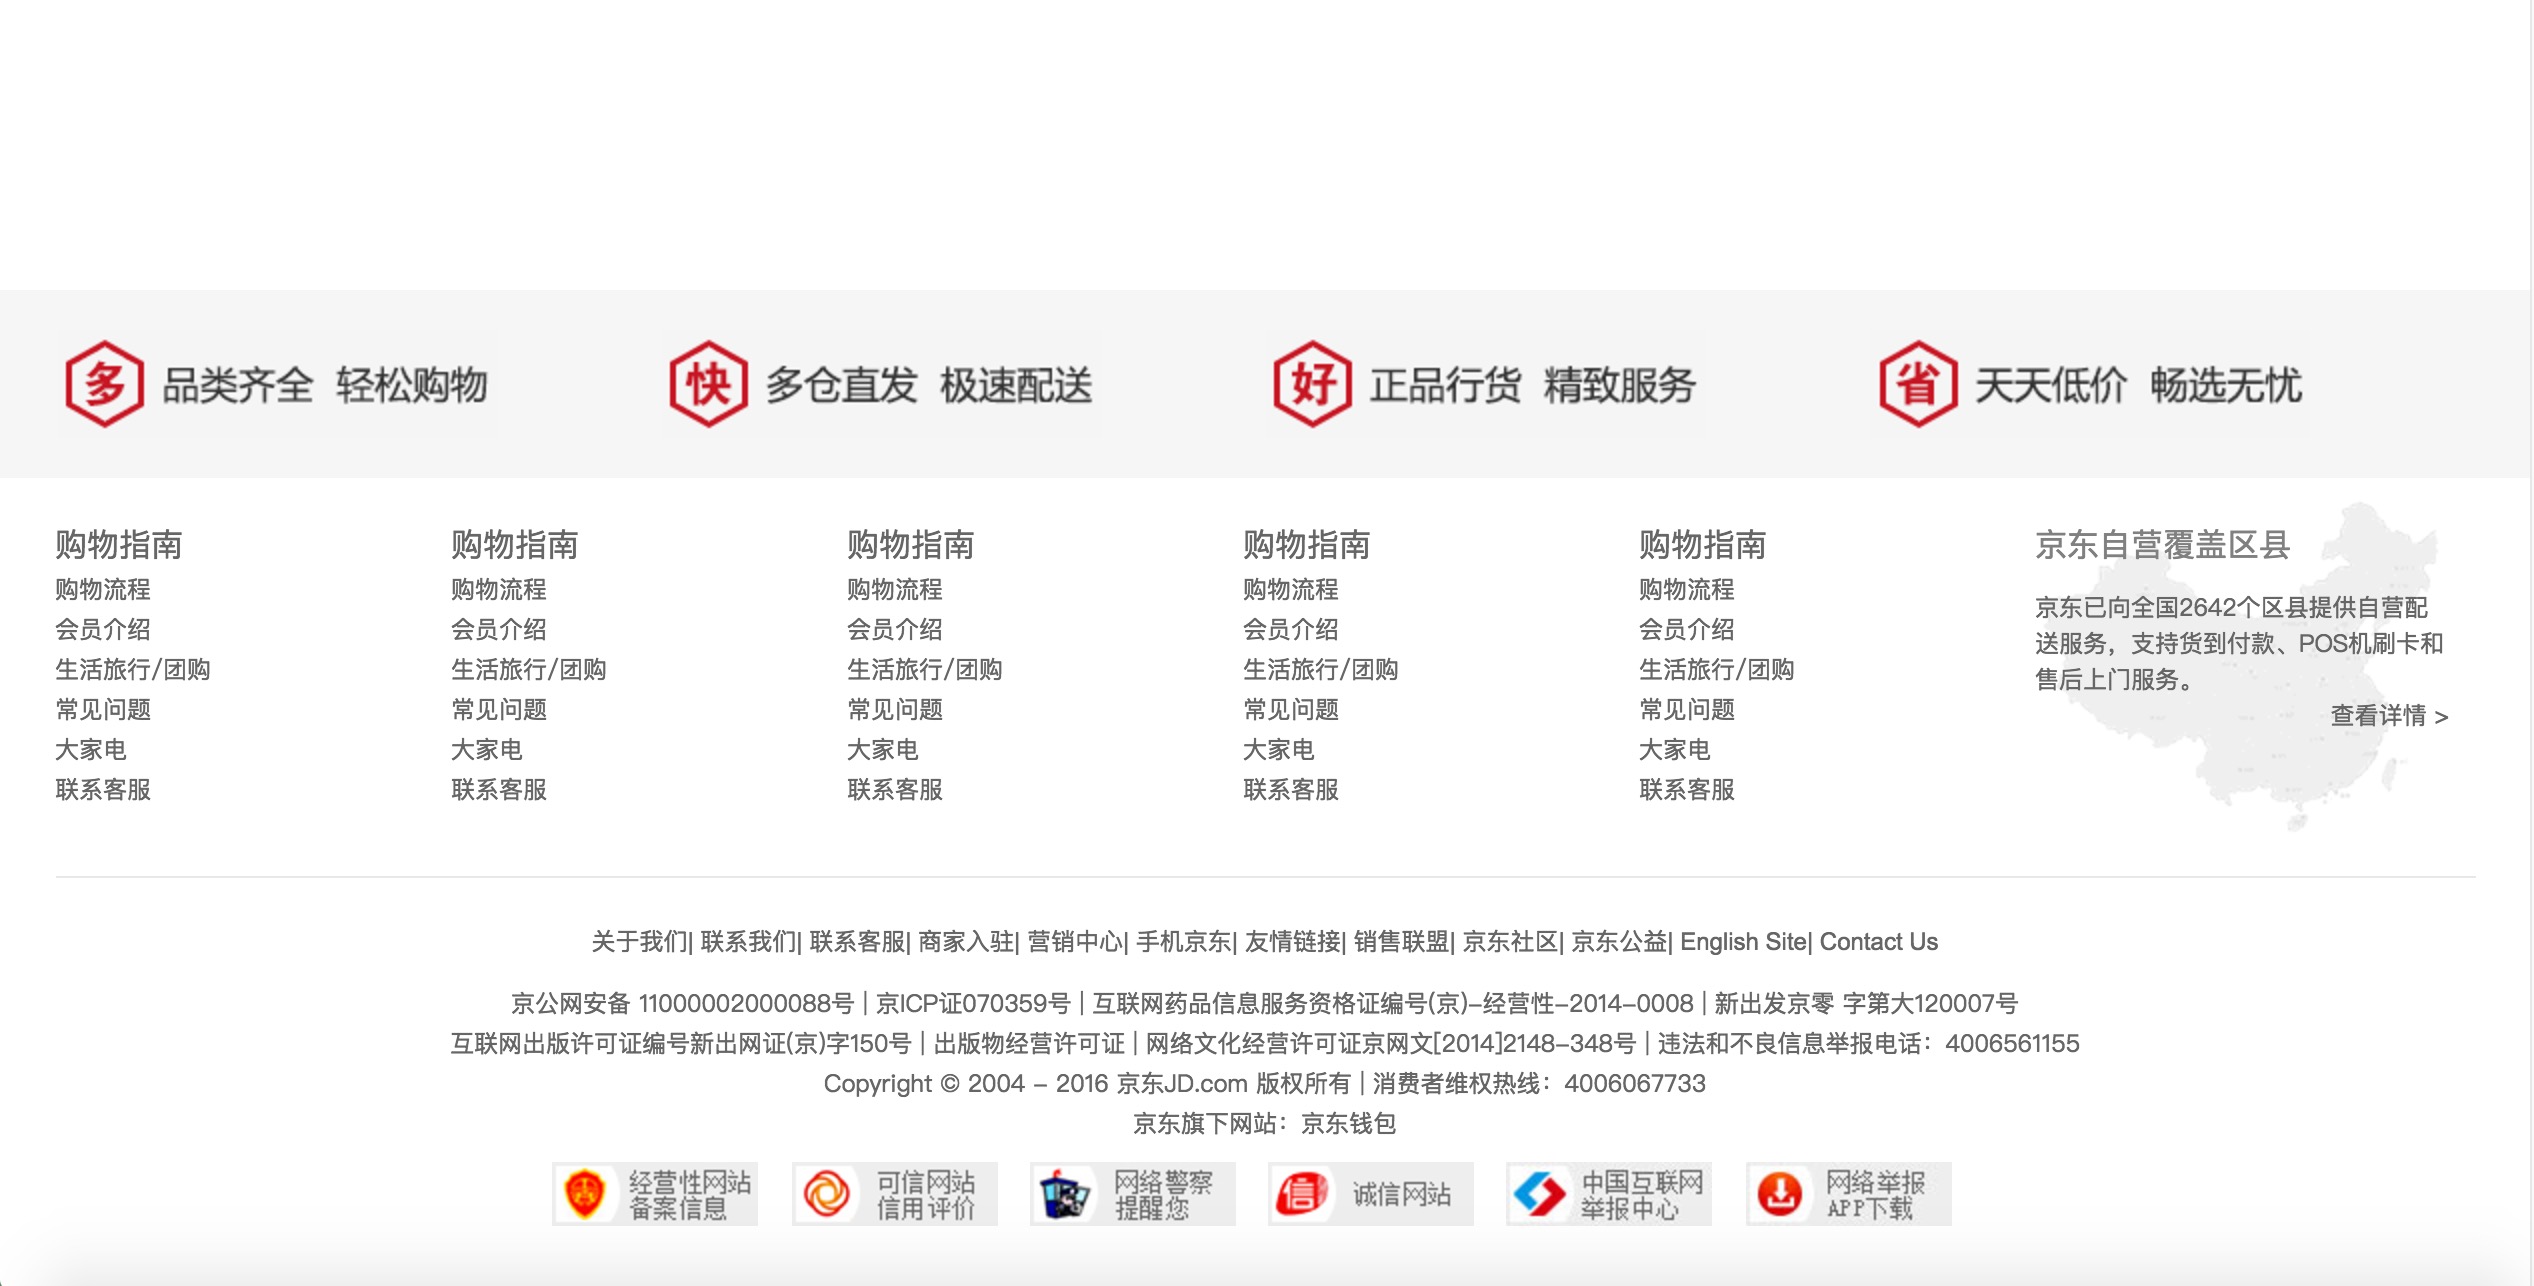 多 品类齐全 轻松购物
快 多仓直发 极速配送
好 正品行货 精致服务
省 天天低价 畅选无忧
购物指南
购物流程
会员介绍
生活旅行/团购
常见问题
大家电
联系客服
购物指南
购物流程
会员介绍
生活旅行/团购
常见问题
大家电
联系客服
购物指南
购物流程
会员介绍
生活旅行/团购
常见问题
大家电
联系客服
购物指南
购物流程
会员介绍
生活旅行/团购
常见问题
大家电
联系客服
购物指南
购物流程
会员介绍
生活旅行/团购
常见问题
大家电
联系客服
京东自营覆盖区县
京东已向全国2642个区县提供自营配
送服务，支持货到付款、POS机刷卡和
售后上门服务。
查看详情 >
关于我们| 联系我们| 联系客服| 商家入驻| 营销中心| 手机京东| 友情链接| 销售联盟| 京东社区| 京东公益| English Site| Contact Us
京公网安备 11000002000088号 | 京ICP证070359号 | 互联网药品信息服务资格证编号(京)-经营性-2014-0008 | 新出发京零 字第大120007号
互联网出版许可证编号新出网证(京)字150号 | 出版物经营许可证 | 网络文化经营许可证京网文[2014]2148-348号 | 违法和不良信息举报电话：4006561155
Copyright © 2004 - 2016 京东JD.com 版权所有 | 消费者维权热线：4006067733
京东旗下网站：京东钱包
经营性网站
备案信息
可信网站
信用评价
网络警察
提醒您
信 诚信网站
中国互联网
举报中心
网络举报
APP下载